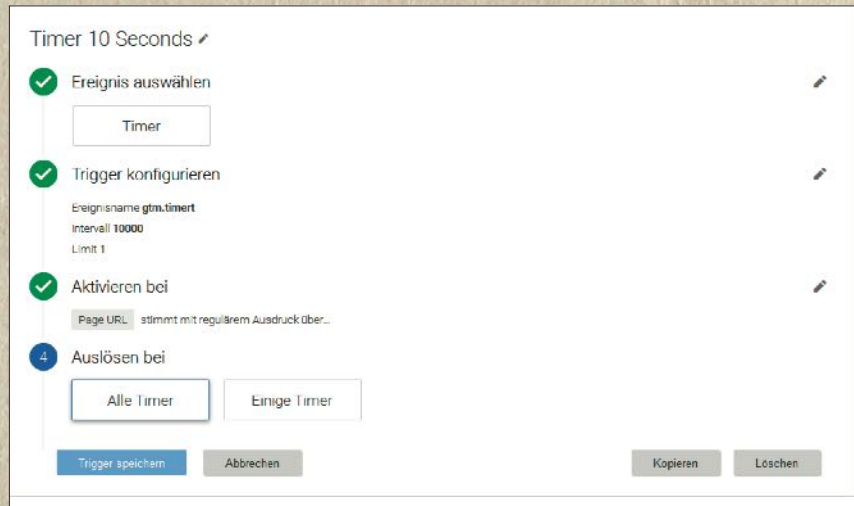 Timer 10 Seconds
Ereignis auswählen
Timer
Trigger konfigurieren
Ereignisname gtm.timert
Intervall 10000
Limit 1
Aktivieren bei
Page URL stimmt mit regulärem Ausdruck über...
4 Auslösen bei
Alle Timer Einige Timer
Trigger speichern Abbrechen Kopieren Löschen